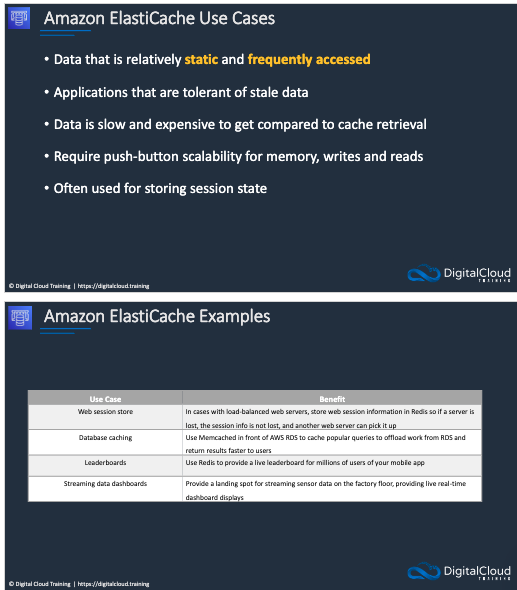 Amazon ElastiCache Use Cases
• Data that is relatively static and frequently accessed
• Applications that are tolerant of stale data
• Data is slow and expensive to get compared to cache retrieval
• Require push-button scalability for memory, writes and reads
• Often used for storing session state
DigitalCloud
TRAINING
© Digital Cloud Training | https://digitalcloud.training
Amazon ElastiCache Examples
Use Case Benefit
Web session store In cases with load-balanced web servers, store web session information in Redis so if a server is
lost, the session info is not lost, and another web server can pick it up
Database caching Use Memcached in front of AWS RDS to cache popular queries to offload work from RDS and
return results faster to users
Leaderboards Use Redis to provide a live leaderboard for millions of users of your mobile app
Streaming data dashboards Provide a landing spot for streaming sensor data on the factory floor, providing live real-time
dashboard displays
DigitalCloud
TRAINING
© Digital Cloud Training | https://digitalcloud.training